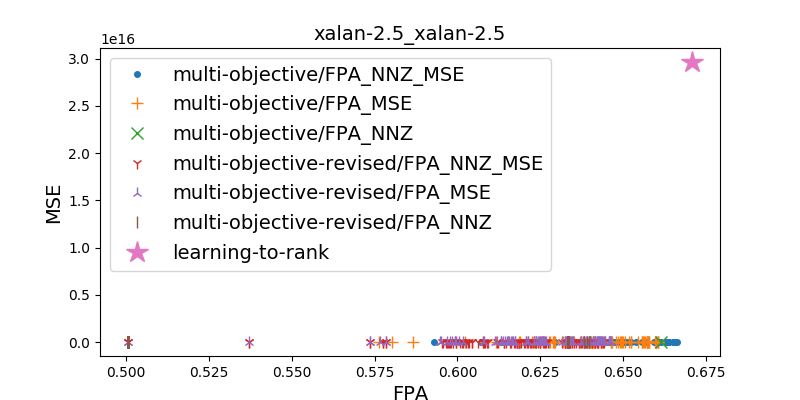 xalan-2.5_xalan-2.5
1e16
3.0
2.5
2.0
1.5
1.0
0.5
0.0
MSE
multi-objective/FPA_NNZ_MSE
multi-objective/FPA_MSE
multi-objective/FPA_NNZ
multi-objective-revised/FPA_NNZ_MSE
multi-objective-revised/FPA_MSE
multi-objective-revised/FPA_NNZ
learning-to-rank
0.500 0.525 0.550 0.575 0.600 0.625 0.650 0.675
FPA